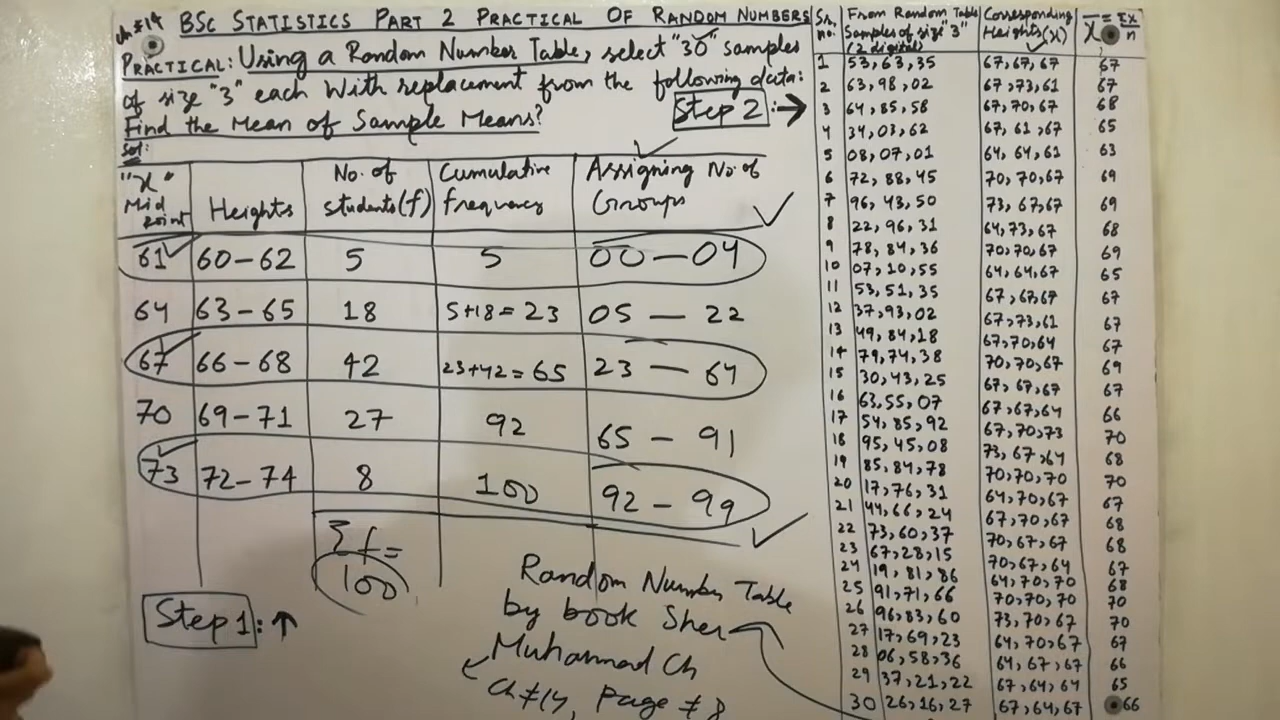 ch #14
BSc STATISTICS PART 2 PRACTICAL OF RANDOM NUMBERS
PRACTICAL: Using a Random Number Table, select "30" samples
of size "3" each With replacement from the following data:
Find the Mean of Sample Means?
Step 2: →
Sol:
"X" Mid point Heights No. of students (f) Cumulative frequency Assigning No. of Groups
61 60-62 5 5 00-04
64 63-65 18 5+18=23 05-22
67 66-68 42 23+42=65 23-64
70 69-71 27 92 65-91
73 72-74 8 100 92-99
Σf=
100
Step 1: ↑
Random Number Table
by book Sher
Muhammad Ch
Ch #14, Page # 8
Sr. no. From Random Table Samples of size "3" (2 digital) Corresponding Heights (x) X̄ = Σx/n
1 53,63,35 67,67,67 67
2 63,98,02 67,73,61 67
3 64,85,58 67,70,67 68
4 34,03,62 67,61,67 65
5 08,07,01 64,64,61 63
6 72,88,45 70,70,67 69
7 96,43,50 73,67,67 69
8 22,96,31 64,73,67 68
9 78,84,36 70,70,67 69
10 07,10,55 64,64,67 65
11 53,51,35 67,67,67 67
12 37,93,02 67,73,61 67
13 49,84,18 67,70,64 67
14 79,74,38 70,70,67 69
15 30,43,25 67,67,67 67
16 63,55,07 67,67,64 66
17 54,85,92 67,70,73 70
18 95,45,08 73,67,64 68
19 85,84,78 70,70,70 70
20 17,76,31 64,70,67 67
21 44,66,24 67,70,67 68
22 73,60,37 70,67,67 68
23 67,28,15 70,67,64 67
24 19,81,86 64,70,70 68
25 91,71,66 70,70,70 70
26 96,83,60 73,70,67 70
27 17,69,23 64,70,67 67
28 06,58,36 64,67,67 66
29 37,21,22 67,64,64 65
30 26,16,27 67,64,67 66